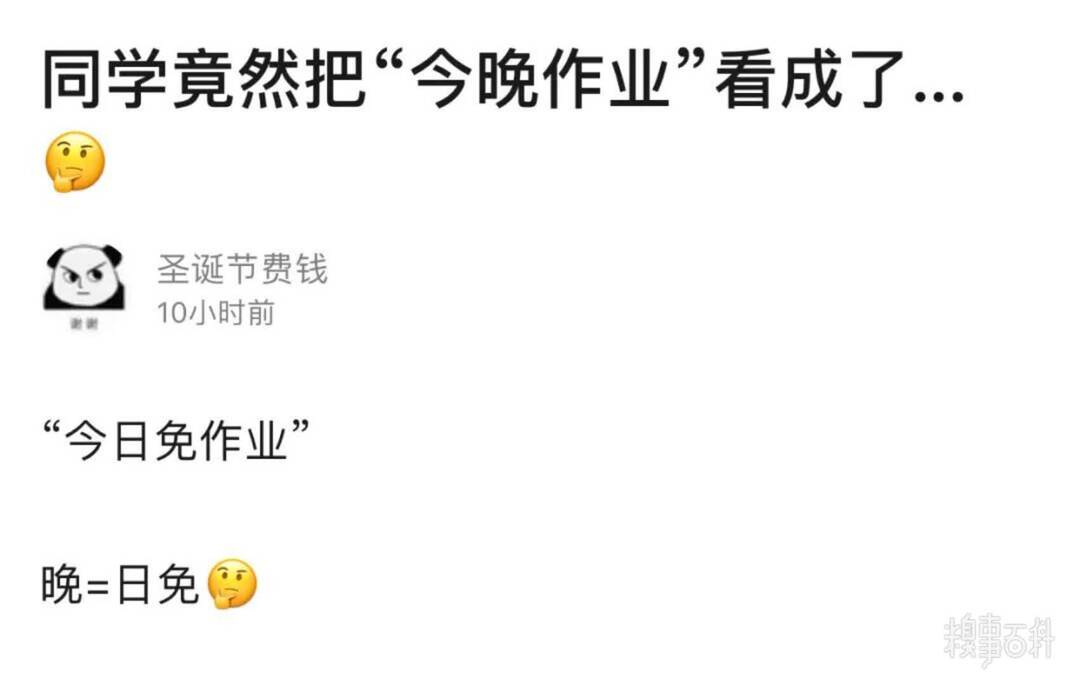 同学竟然把“今晚作业”看成了...
🤔
圣诞节费钱
10小时前
谢谢
“今日免作业”
晚=日免🤔
糗事百科